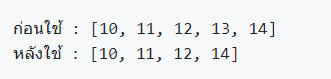 ก่อนใช้ : [10, 11, 12, 13, 14]
หลังใช้ : [10, 11, 12, 14]